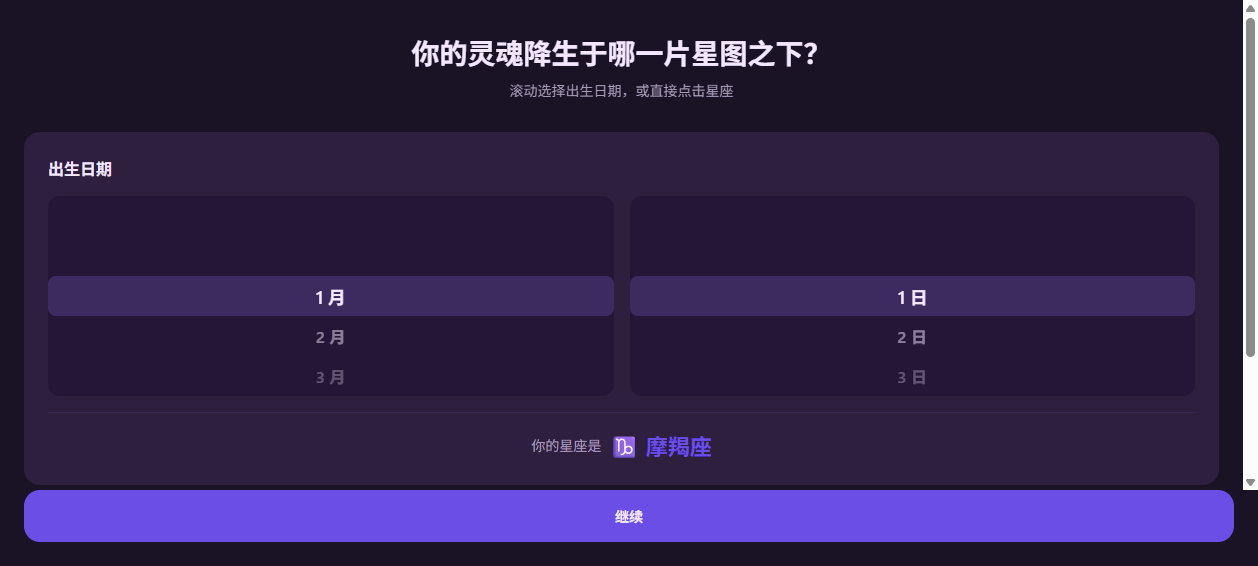 你的灵魂降生于哪一片星图之下？
滚动选择出生日期，或直接点击星座
出生日期
1 月
1 日
2 月
2 日
3 月
3 日
你的星座是 ♑ 摩羯座
继续